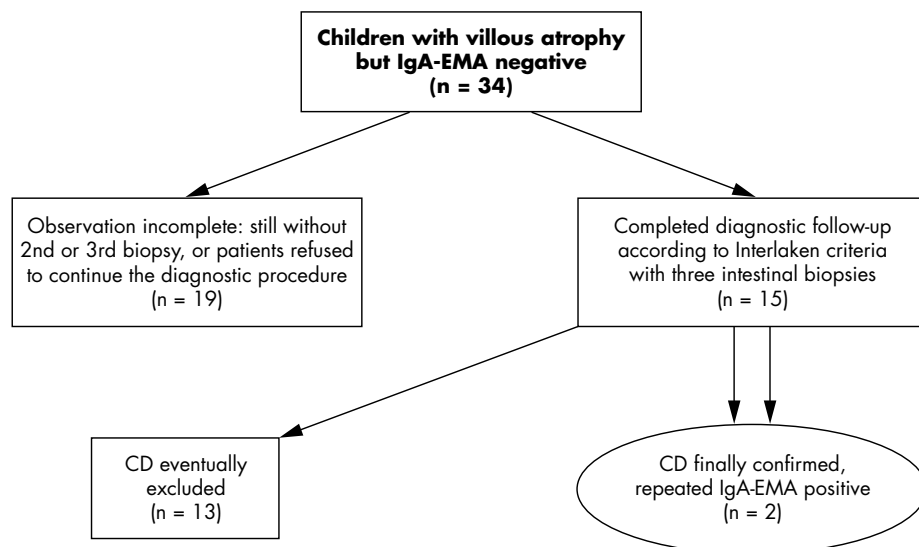 Children with villous atrophy
but IgA-EMA negative
(n = 34)
Observation incomplete: still without
2nd or 3rd biopsy, or patients refused
to continue the diagnostic procedure
(n = 19)
Completed diagnostic follow-up
according to Interlaken criteria
with three intestinal biopsies
(n = 15)
CD eventually
excluded
(n = 13)
CD finally confirmed,
repeated IgA-EMA positive
(n = 2)